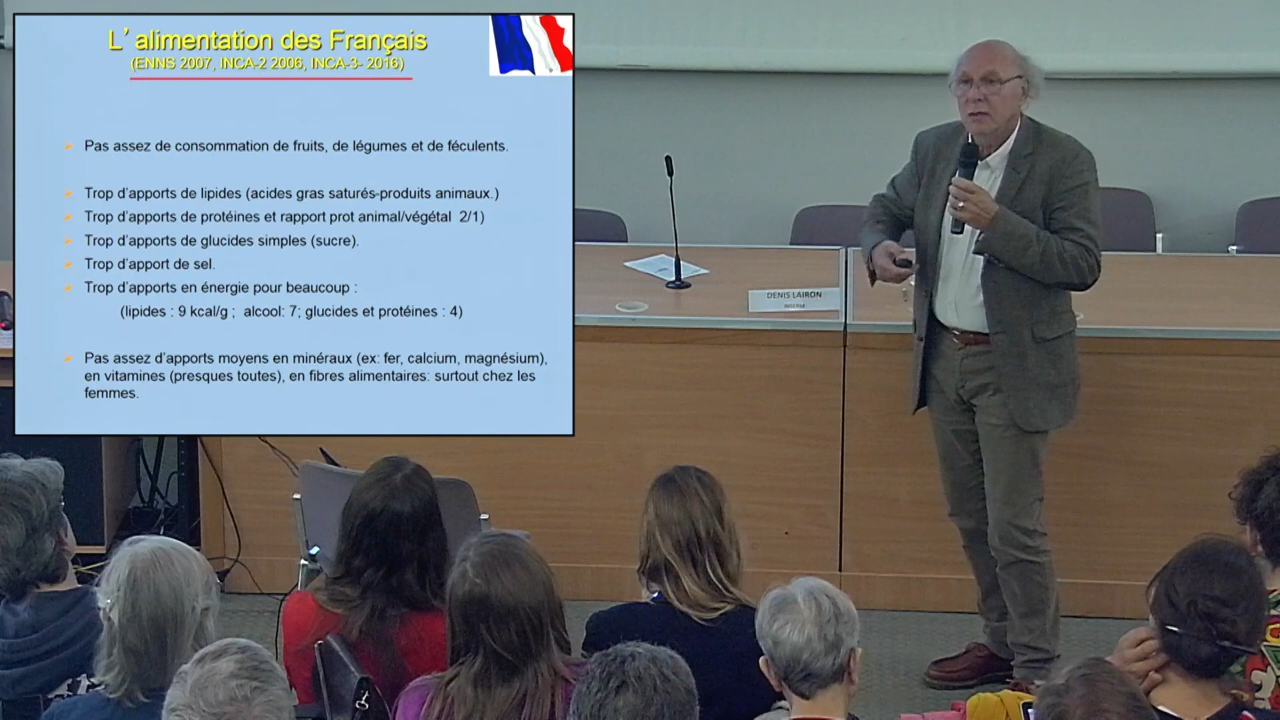 L’ alimentation des Français
(ENNS 2007, INCA-2 2006, INCA-3- 2016)
Pas assez de consommation de fruits, de légumes et de féculents.
Trop d’apports de lipides (acides gras saturés-produits animaux.)
Trop d’apports de protéines et rapport prot animal/végétal 2/1)
Trop d’apports de glucides simples (sucre).
Trop d’apport de sel.
Trop d’apports en énergie pour beaucoup :
(lipides : 9 kcal/g ; alcool: 7; glucides et protéines : 4)
Pas assez d’apports moyens en minéraux (ex: fer, calcium, magnésium),
en vitamines (presques toutes), en fibres alimentaires: surtout chez les
femmes.
DENIS LAIRON
INSERM